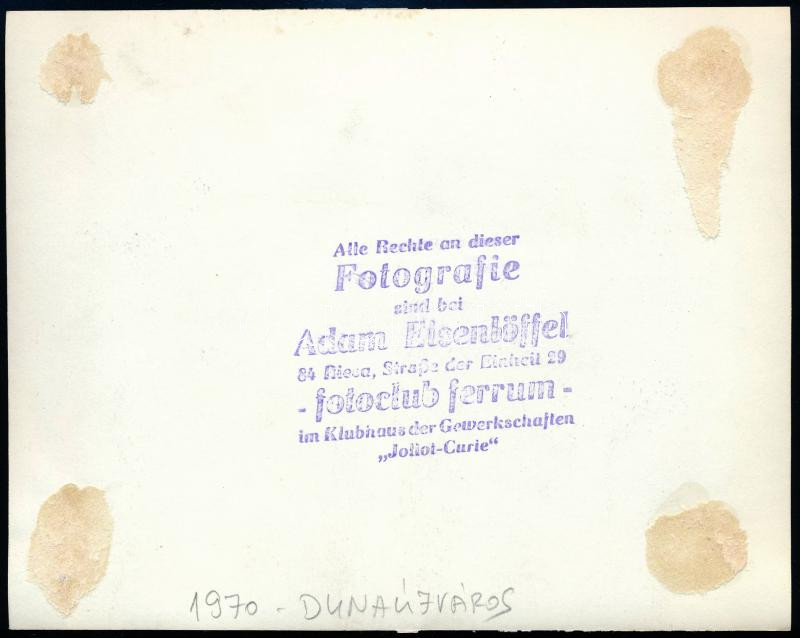 Alle Rechte an dieser
Fotografie
sind bei
Adam Eisenlöffel
84 Riesa, Straße der Einheit 29
- fotoclub ferrum -
im Klubhaus der Gewerkschaften
„Joliot-Curie“
1970 - DUNAÚJVÁROS